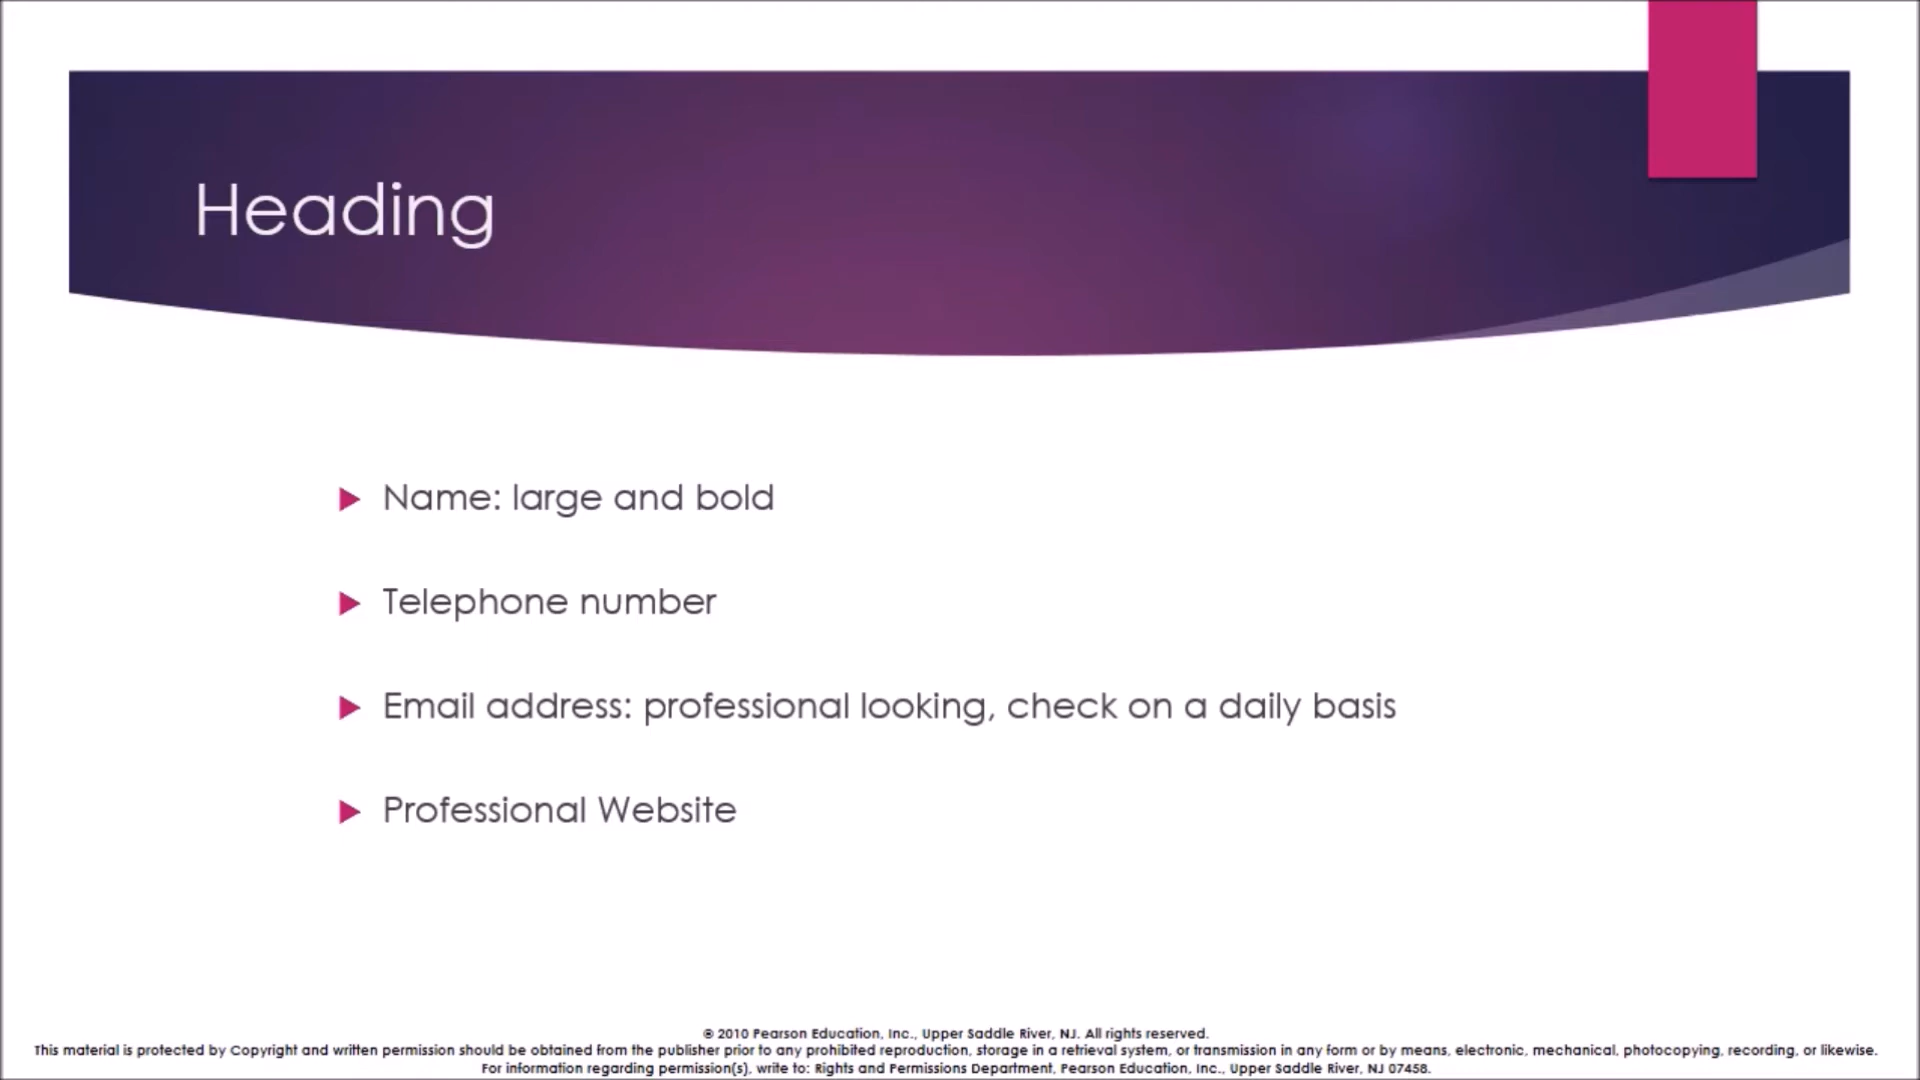 Heading
Name: large and bold
Telephone number
Email address: professional looking, check on a daily basis
Professional Website
© 2010 Pearson Education, Inc., Upper Saddle River, NJ. All rights reserved.
This material is protected by Copyright and written permission should be obtained from the publisher prior to any prohibited reproduction, storage in a retrieval system, or transmission in any form or by means, electronic, mechanical, photocopying, recording, or likewise.
For information regarding permission(s), write to: Rights and Permissions Department, Pearson Education, Inc., Upper Saddle River, NJ 07458.